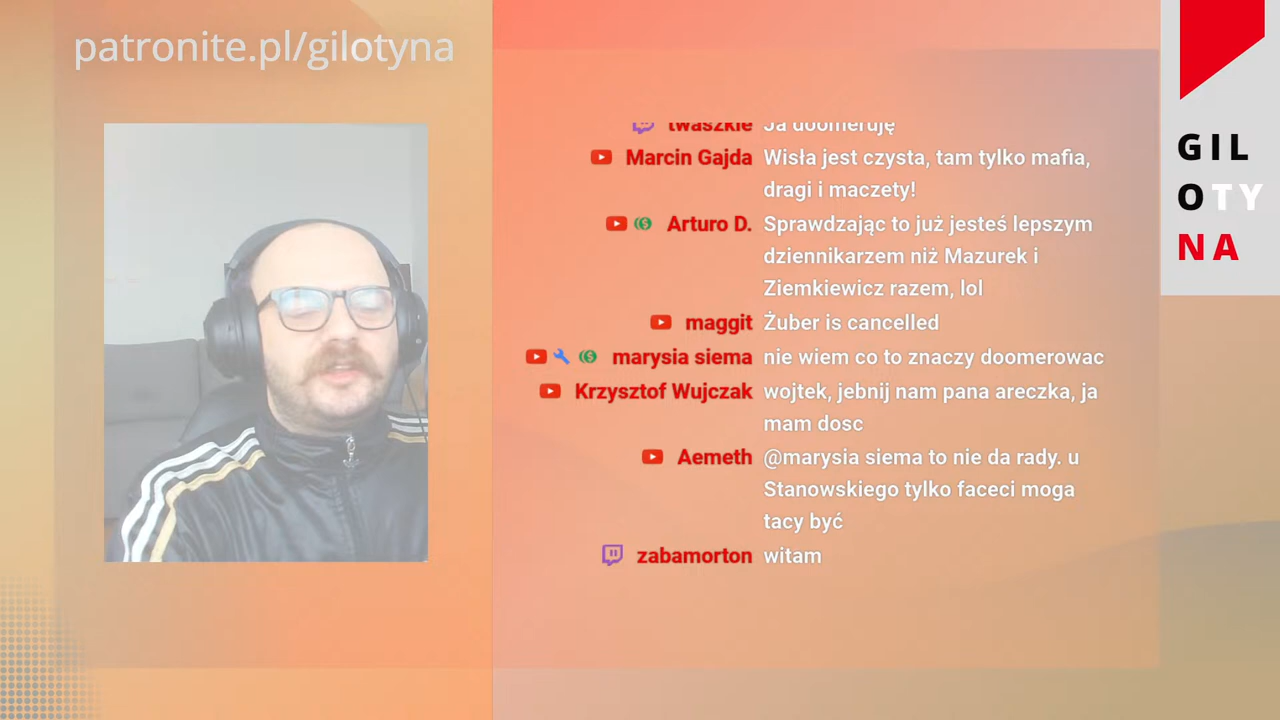 patronite.pl/gilotyna
twaszkie Ja doomeruję
Marcin Gajda Wisła jest czysta, tam tylko mafia,
dragi i maczety!
Arturo D. Sprawdzając to już jesteś lepszym
dziennikarzem niż Mazurek i
Ziemkiewicz razem, lol
maggit Żuber is cancelled
marysia siema nie wiem co to znaczy doomerowac
Krzysztof Wujczak wojtek, jebnij nam pana areczka, ja
mam dosc
Aemeth @marysia siema to nie da rady. u
Stanowskiego tylko faceci moga
tacy być
zabamorton witam
GIL
OTY
NA